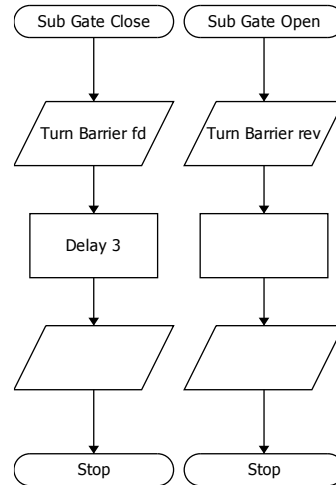 Sub Gate Close
Turn Barrier fd
Delay 3
Stop
Sub Gate Open
Turn Barrier rev
Stop